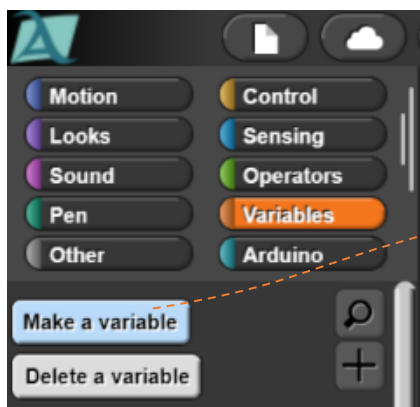 Motion Control
Looks Sensing
Sound Operators
Pen Variables
Other Arduino
Make a variable
Delete a variable